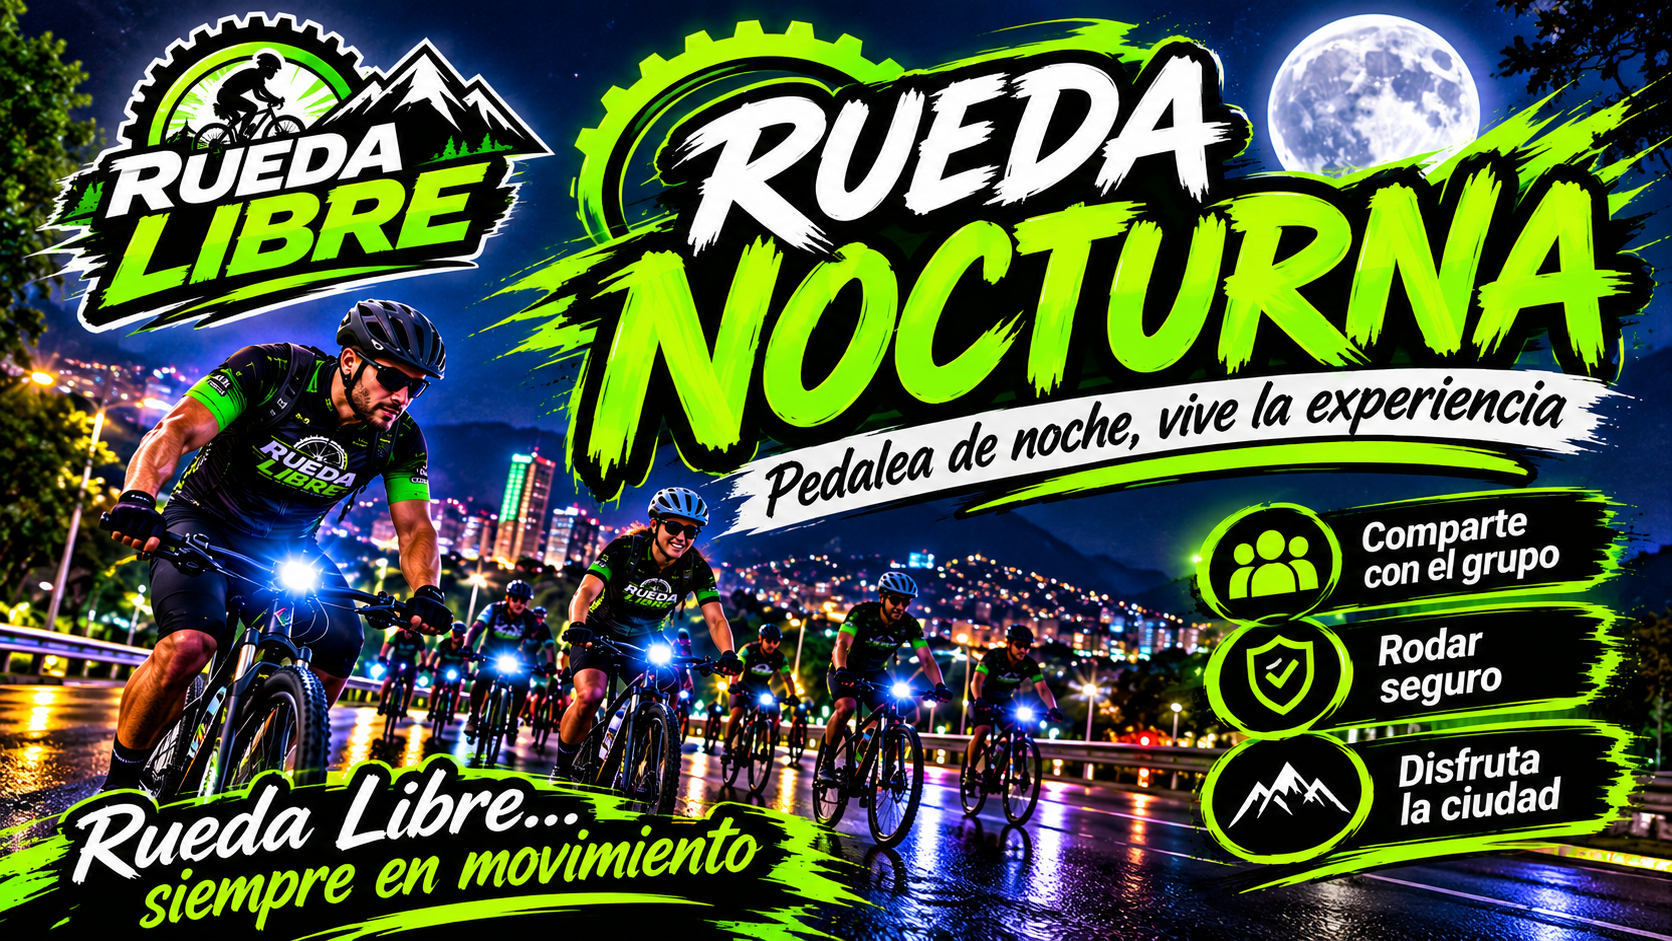 RUEDA
LIBRE
RUEDA
NOCTURNA
Pedalea de noche, vive la experiencia
RUEDA
LIBRE
RUEDA
LIBRE
Comparte
con el grupo
Rodar
seguro
Disfruta
la ciudad
Rueda Libre...
siempre en movimiento